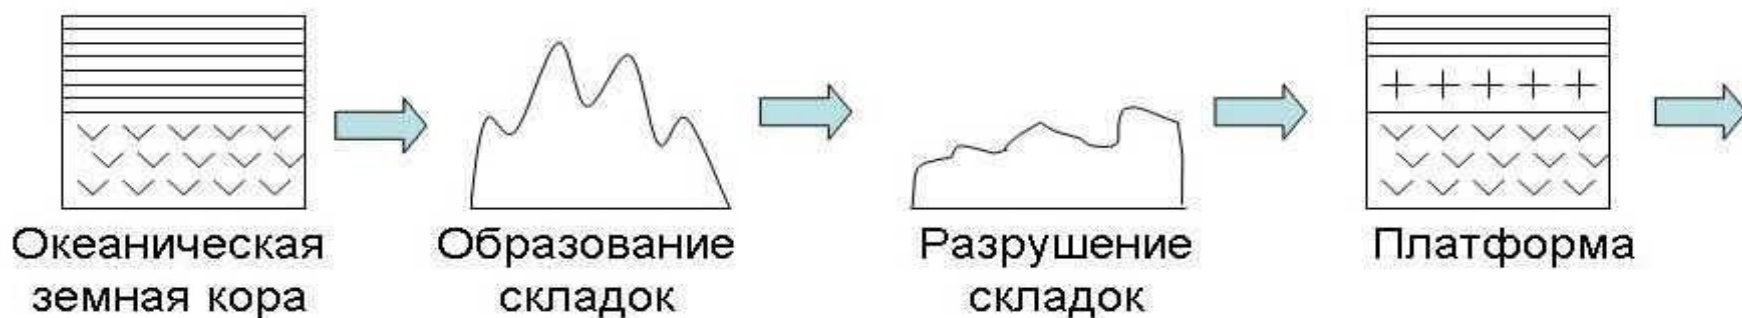 Океаническая
земная кора
Образование
складок
Разрушение
складок
Платформа